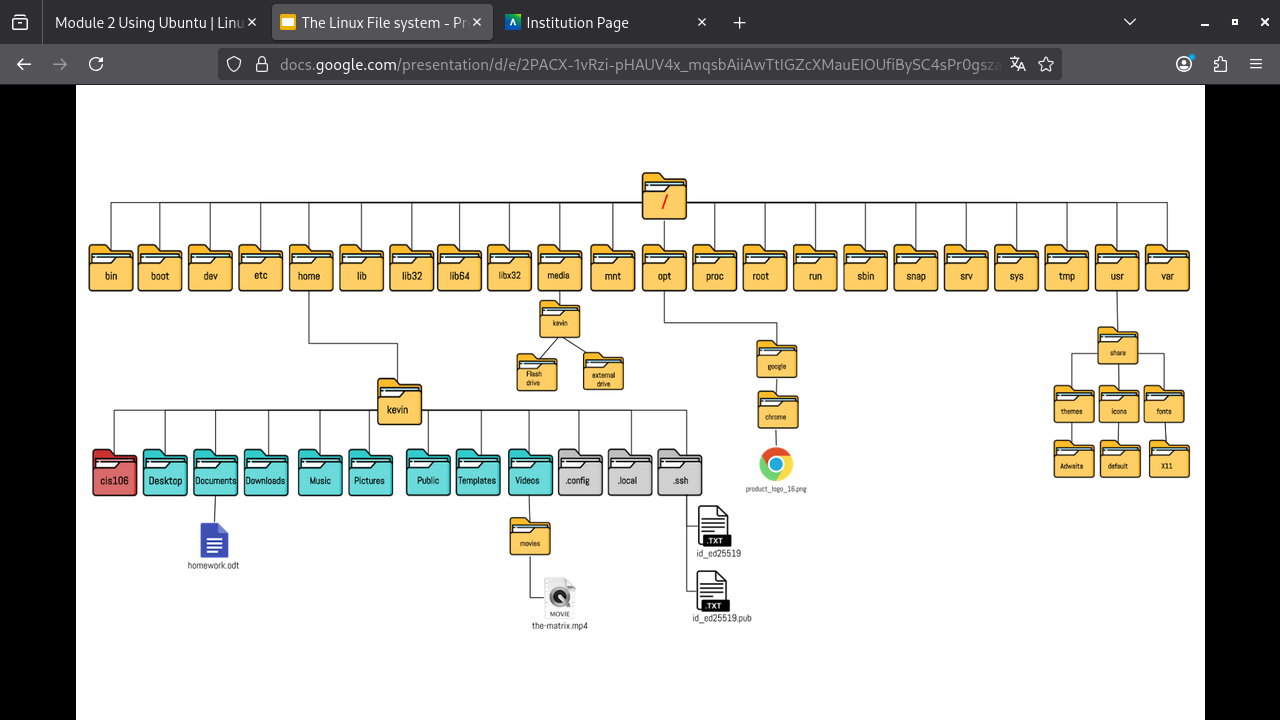 Module 2 Using Ubuntu | Linu
The Linux File system - Pr
Institution Page
docs.google.com/presentation/d/e/2PACX-1vRzi-pHAUV4x_mqsbAiiAwTtIGZcXMauEIOUfiBySC4sPr0gsza
/
bin boot dev etc home lib lib32 lib64 libx32 media mnt opt proc root run sbin snap srv sys tmp usr var
kevin
Flash
drive
external
drive
google
chrome
product_logo_16.png
share
themes icons fonts
Adwaita default X11
kevin
cis106 Desktop Documents Downloads Music Pictures Public Templates Videos .config .local .ssh
homework.odt
movies
MOVIE
the-matrix.mp4
.TXT
id_ed25519
.TXT
id_ed25519.pub